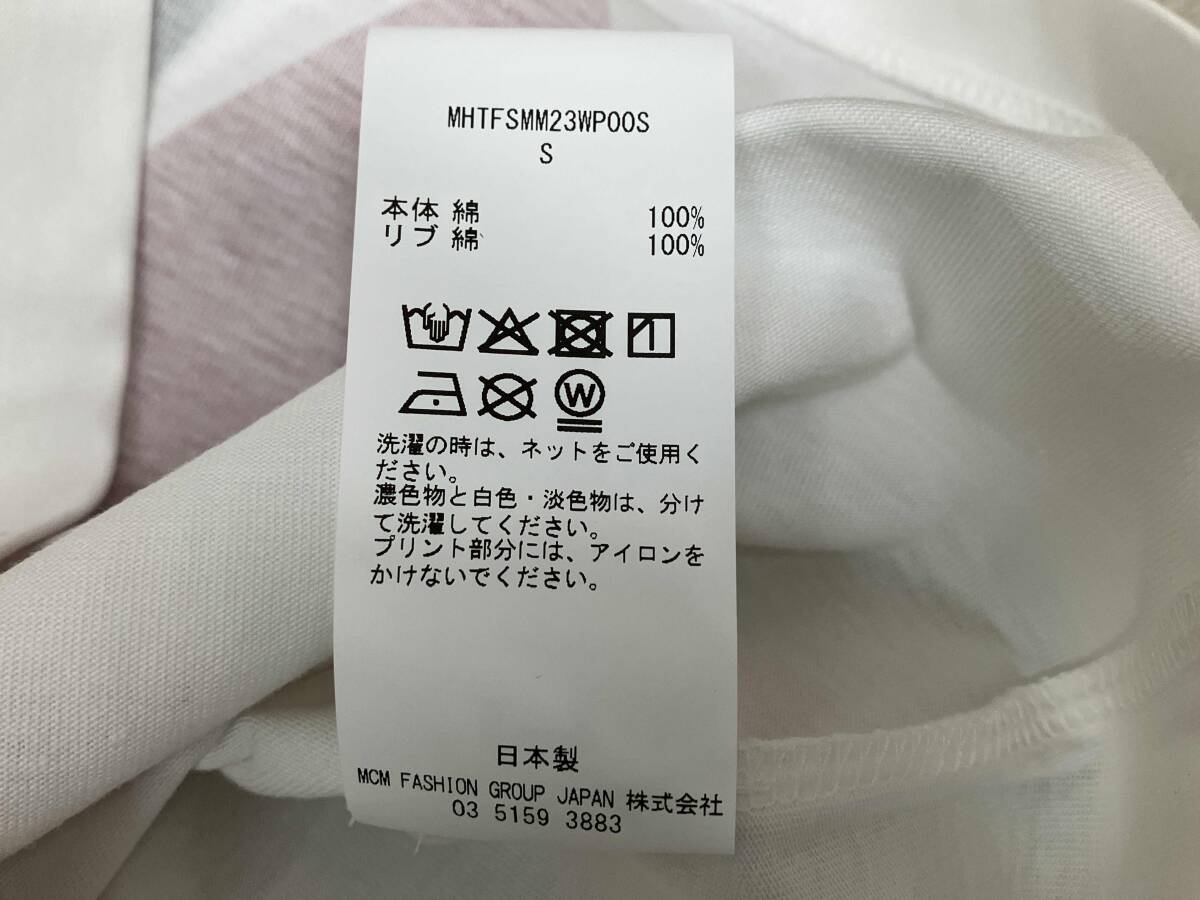 MHTFSMM23WP00S
S
本体 綿 100%
リブ 綿 100%
W
洗濯の時は、ネットをご使用く
ださい。
濃色物と白色・淡色物は、分け
て洗濯してください。
プリント部分には、アイロンを
かけないでください。
日本製
MCM FASHION GROUP JAPAN 株式会社
03 5159 3883